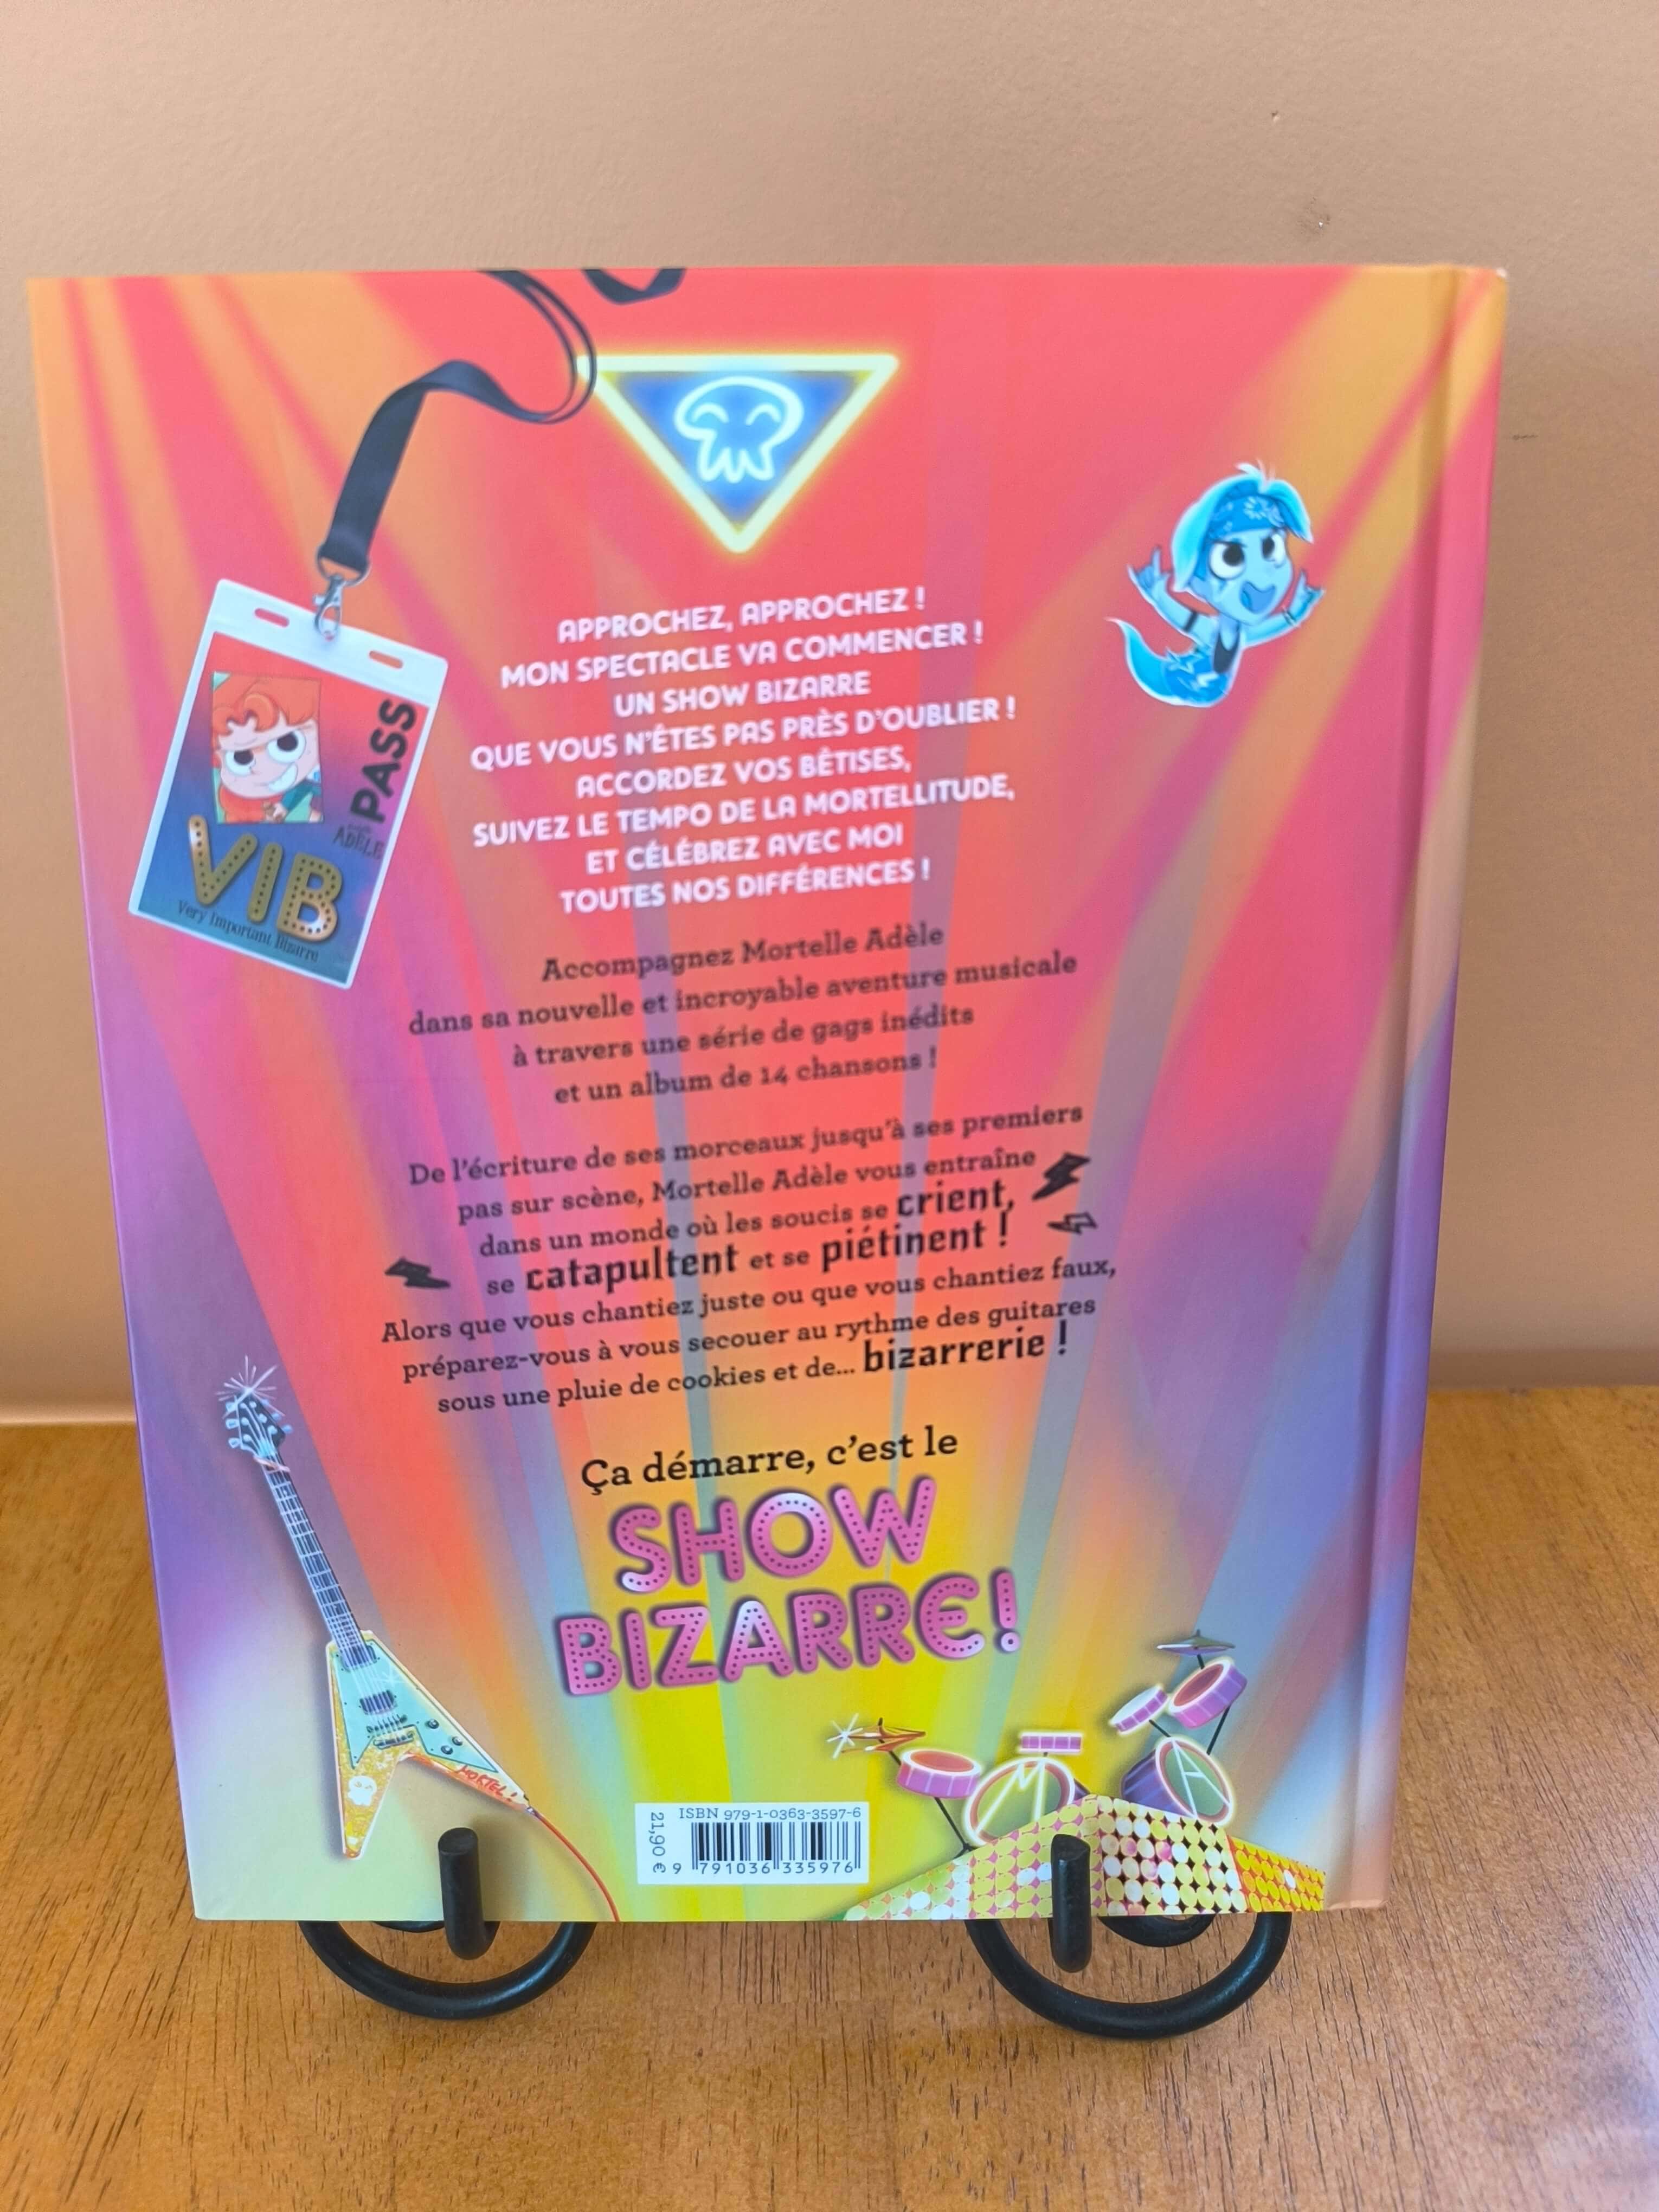 APPROCHEZ, APPROCHEZ !
MON SPECTACLE VA COMMENCER !
UN SHOW BIZARRE
QUE VOUS N'ÊTES PAS PRÈS D'OUBLIER !
ACCORDEZ VOS BÊTISES,
SUIVEZ LE TEMPO DE LA MORTELLITUDE,
ET CÉLÉBREZ AVEC MOI
TOUTES NOS DIFFÉRENCES !
PASS
ADÈLE
VIB
Very Important Bizarre
Accompagnez Mortelle Adèle
dans sa nouvelle et incroyable aventure musicale
à travers une série de gags inédits
et un album de 14 chansons !
De l'écriture de ses morceaux jusqu'à ses premiers
pas sur scène, Mortelle Adèle vous entraîne
dans un monde où les soucis se crient,
se catapultent et se piétinent !
Alors que vous chantiez juste ou que vous chantiez faux,
préparez-vous à vous secouer au rythme des guitares
sous une pluie de cookies et de... bizarrerie !
Ça démarre, c'est le
SHOW
BIZARRE!
MORTEL!
M
A
ISBN 979-1-0363-3597-6
21,90 €
9 791036 335976